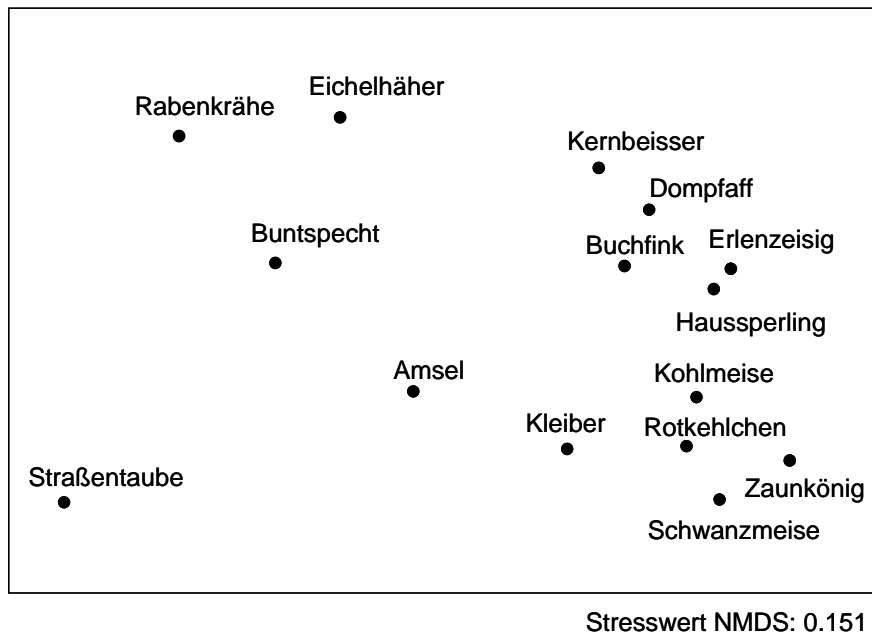 Eichelhäher
Rabenkrähe
Kernbeisser
Dompfaff
Buntspecht
Buchfink
Erlenzeisig
Haussperling
Amsel
Kohlmeise
Kleiber
Rotkehlchen
Straßentaube
Zaunkönig
Schwanzmeise
Stresswert NMDS: 0.151